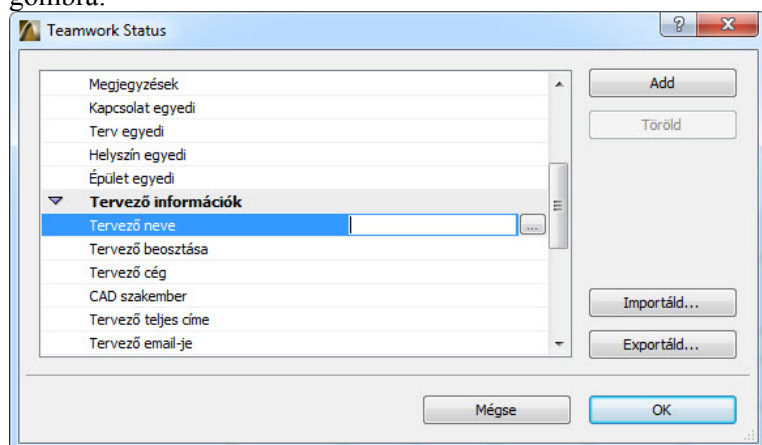 gombra.
Teamwork Status
Megjegyzések
Kapcsolat egyedi
Terv egyedi
Helyszín egyedi
Épület egyedi
Tervező információk
Tervező neve ...
Tervező beosztása
Tervező cég
CAD szakember
Tervező teljes címe
Tervező email-je
Add
Töröld
Importáld...
Exportáld...
Mégse
OK